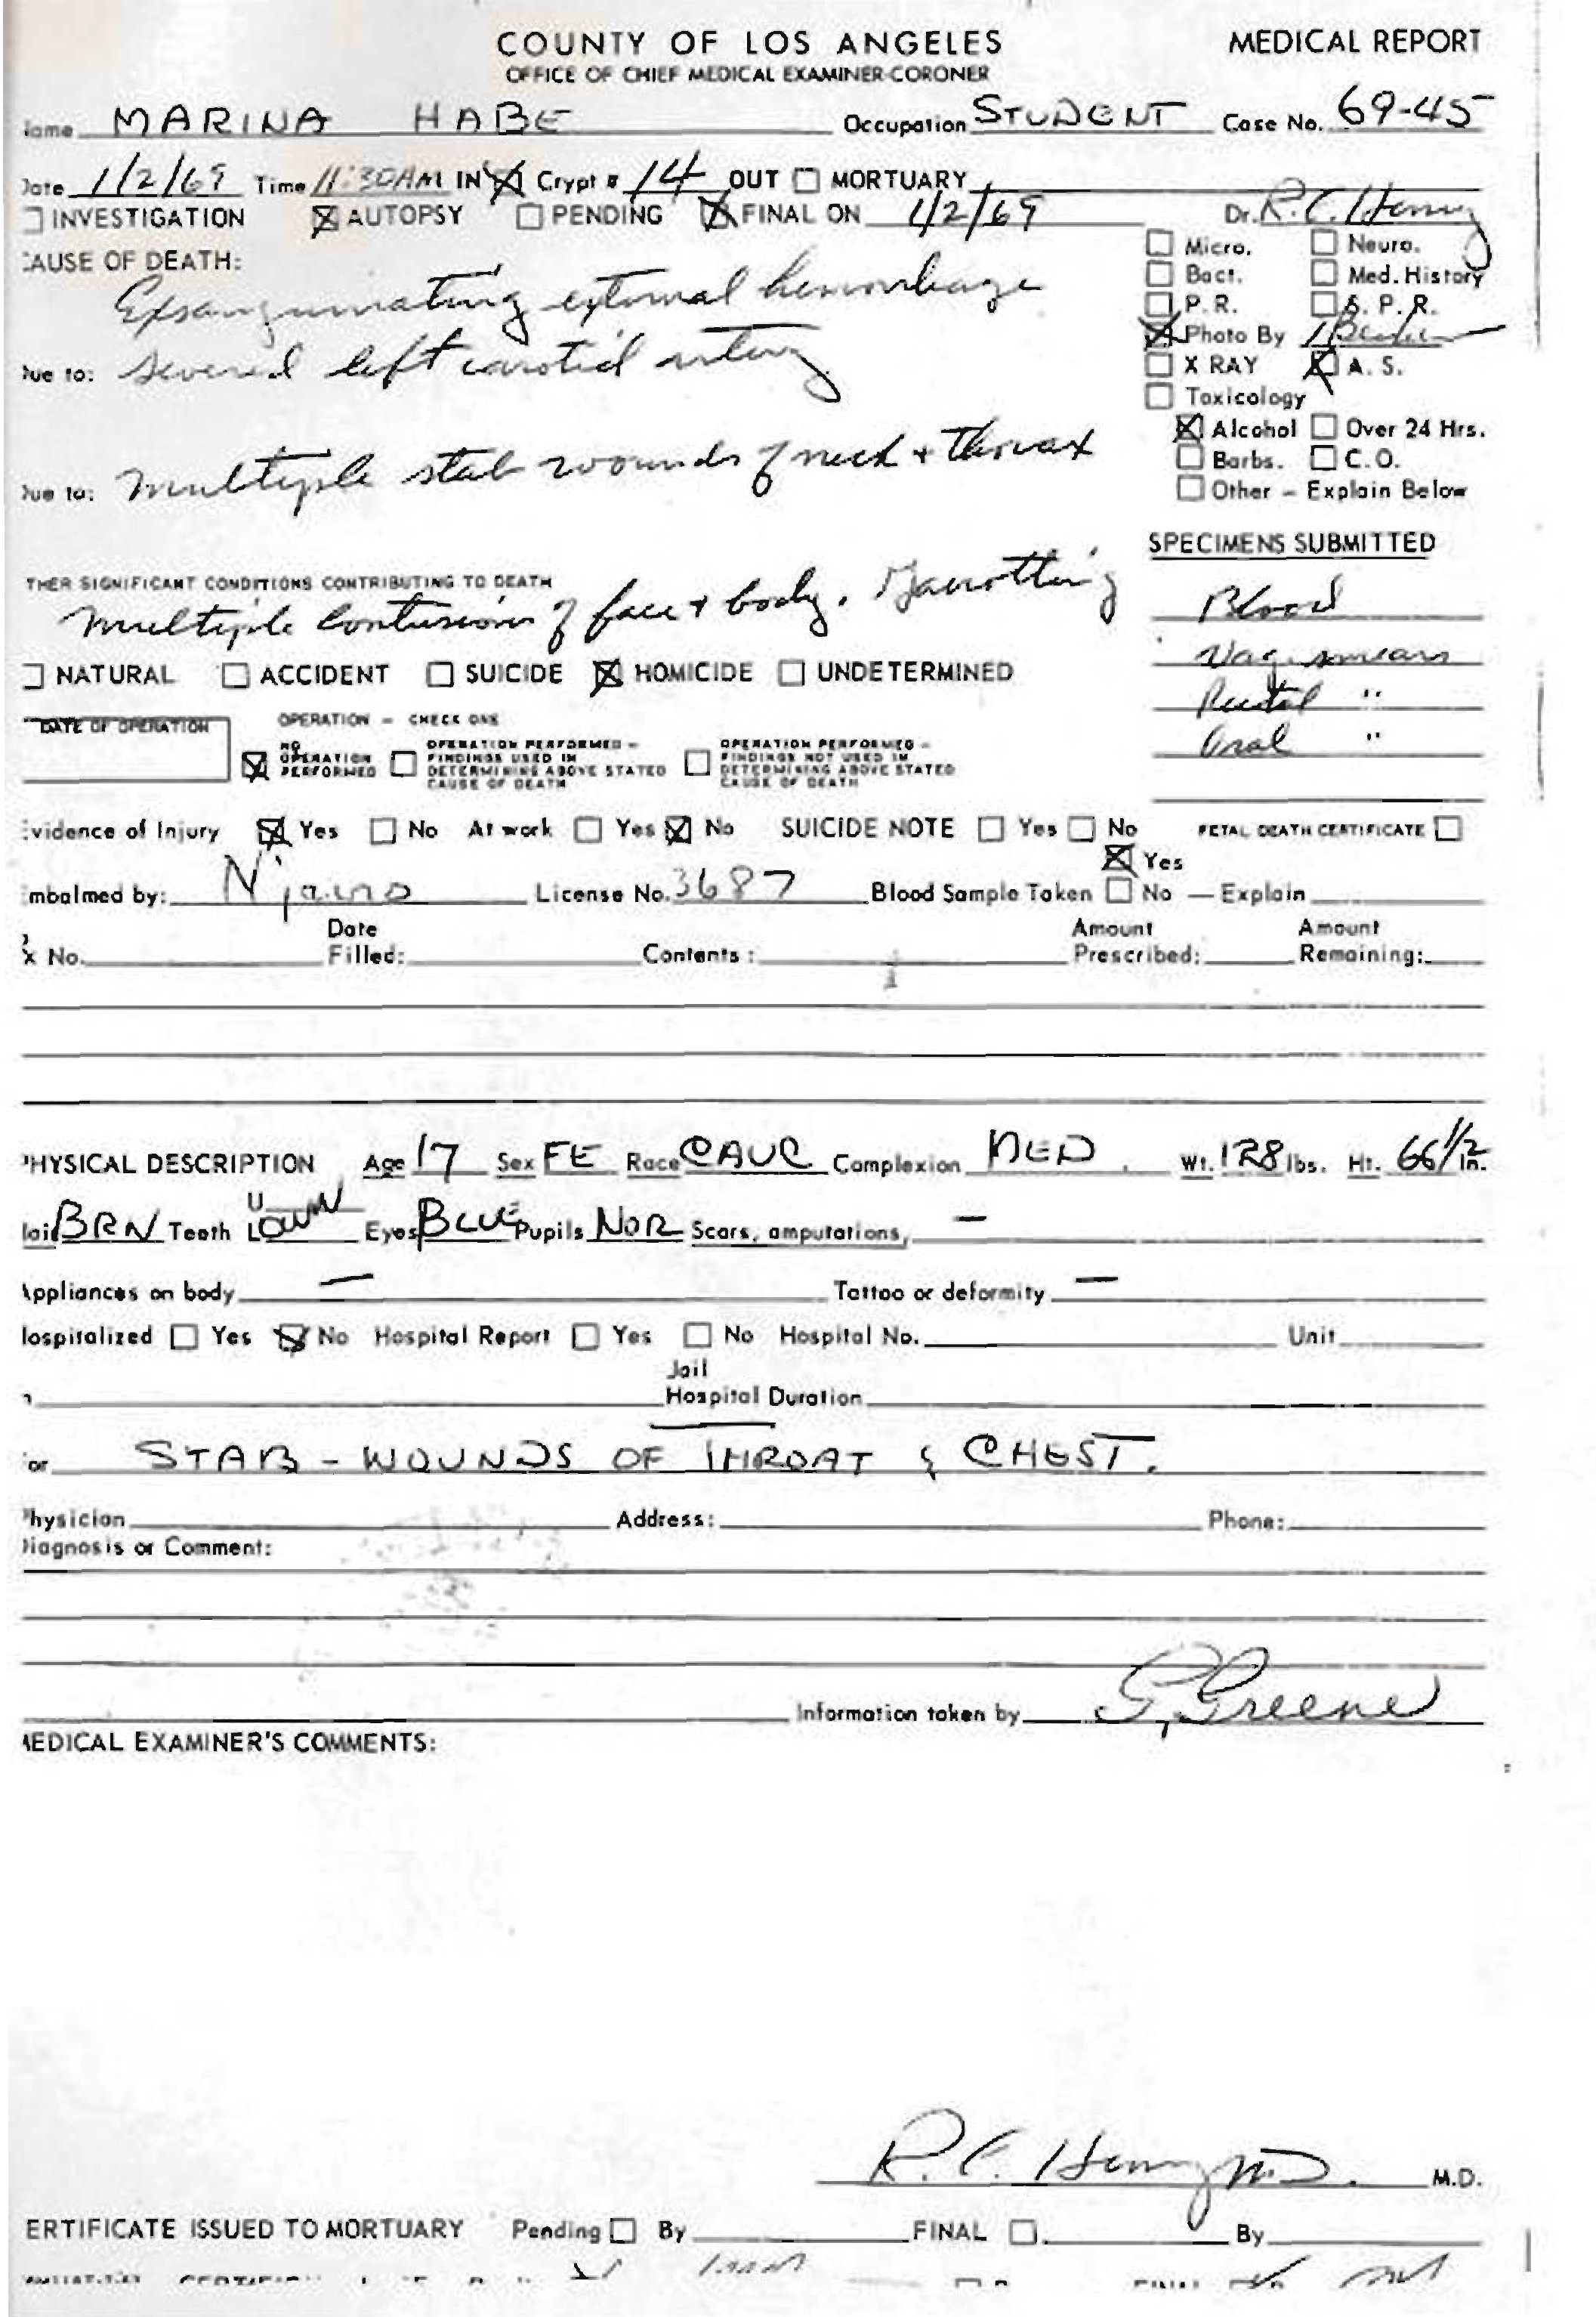 COUNTY OF LOS ANGELES MEDICAL REPORT
OFFICE OF CHIEF MEDICAL EXAMINER-CORONER
ame MARINA HABE Occupation STUDENT Case No. 69-45
Date 1/2/69 Time 11:30AM IN ☒ Crypt # 14 OUT ☐ MORTUARY
☐ INVESTIGATION ☒ AUTOPSY ☐ PENDING ☒ FINAL ON 1/2/69 Dr. R. C. Henry
☐ Micro. ☐ Neuro.
CAUSE OF DEATH:
☐ Bact. ☐ Med. History
Exsanguinating external hemorrhage
☐ P. R. ☐ S. P. R.
☒ Photo By
Due to: severed left carotid artery
☐ X RAY ☒ A. S.
☐ Toxicology
☒ Alcohol ☐ Over 24 Hrs.
Due to: Multiple stab wounds of neck + thorax
☐ Barbs. ☐ C.O.
☐ Other - Explain Below
SPECIMENS SUBMITTED
THER SIGNIFICANT CONDITIONS CONTRIBUTING TO DEATH
Multiple Contusions of face + body. Garrotting
Blood
Vag. smears
☐ NATURAL ☐ ACCIDENT ☐ SUICIDE ☒ HOMICIDE ☐ UNDETERMINED
Rectal "
Oral "
DATE OF OPERATION OPERATION - CHECK ONE
☒ NO OPERATION PERFORMED ☐ OPERATION PERFORMED - FINDINGS USED IN DETERMINING ABOVE STATED CAUSE OF DEATH ☐ OPERATION PERFORMED - FINDINGS NOT USED IN DETERMINING ABOVE STATED CAUSE OF DEATH
vidence of Injury ☒ Yes ☐ No At work ☐ Yes ☒ No SUICIDE NOTE ☐ Yes ☐ No FETAL DEATH CERTIFICATE ☐
☒ Yes
mbalmed by: License No. 3687 Blood Sample Taken ☐ No — Explain
Date Amount Amount
x No. Filled: Contents: Prescribed: Remaining:
PHYSICAL DESCRIPTION Age 17 Sex FE Race CAUC Complexion MED. Wt. 128 lbs. Ht. 66 1/2 in.
Hair BRN Teeth U L OWN Eyes BLUE Pupils NOR Scars, amputations, —
Appliances on body — Tattoo or deformity —
Hospitalized ☐ Yes ☒ No Hospital Report ☐ Yes ☐ No Hospital No. Unit
Jail
Hospital Duration
For STAB - WOUNDS OF THROAT & CHEST.
Physician Address: Phone:
Diagnosis or Comment:
Information taken by G. Greene
MEDICAL EXAMINER'S COMMENTS:
R. C. Henry M.D. M.D.
ERTIFICATE ISSUED TO MORTUARY Pending ☐ By FINAL ☐ By